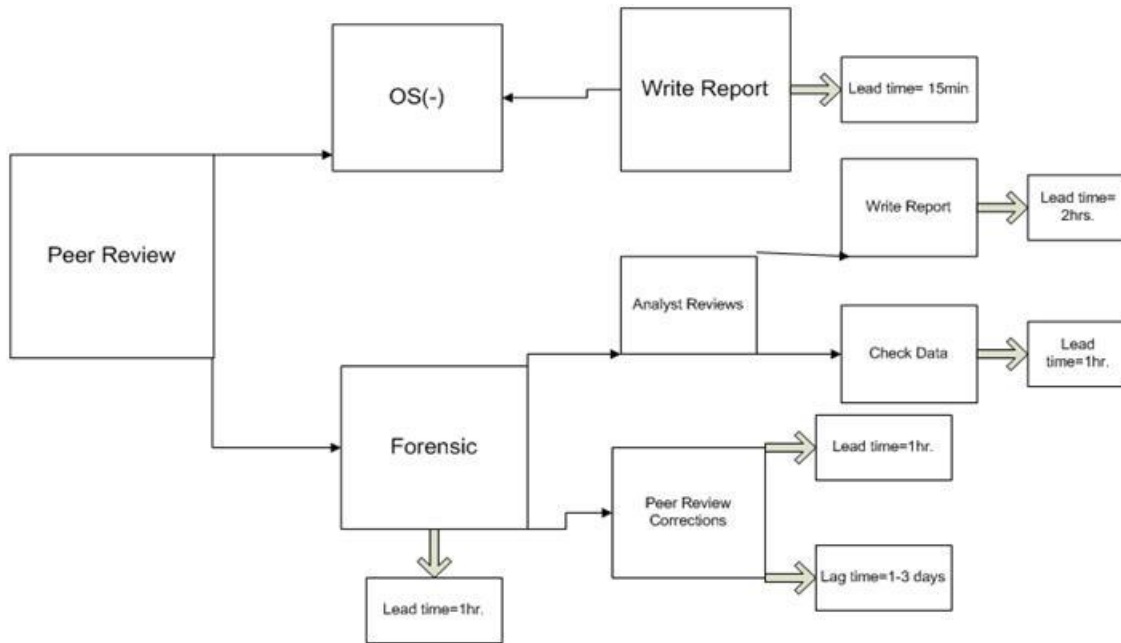 OS(-)
Write Report
Lead time= 15min
Peer Review
Write Report
Lead time=
2hrs.
Analyst Reviews
Check Data
Lead
time=1hr.
Forensic
Lead time=1hr.
Peer Review
Corrections
Lag time=1-3 days
Lead time=1hr.